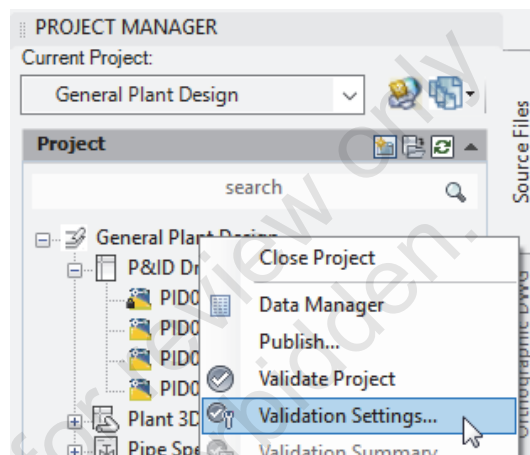 PROJECT MANAGER
Current Project:
General Plant Design
Project
search
General Plant Design
P&ID Dr
PID0
PID0
PID0
PID0
Plant 3D
Pipe Spe
Close Project
Data Manager
Publish...
Validate Project
Validation Settings...
Validation Summary
Source Files
Orthographic DWG
for review only
forbidden.